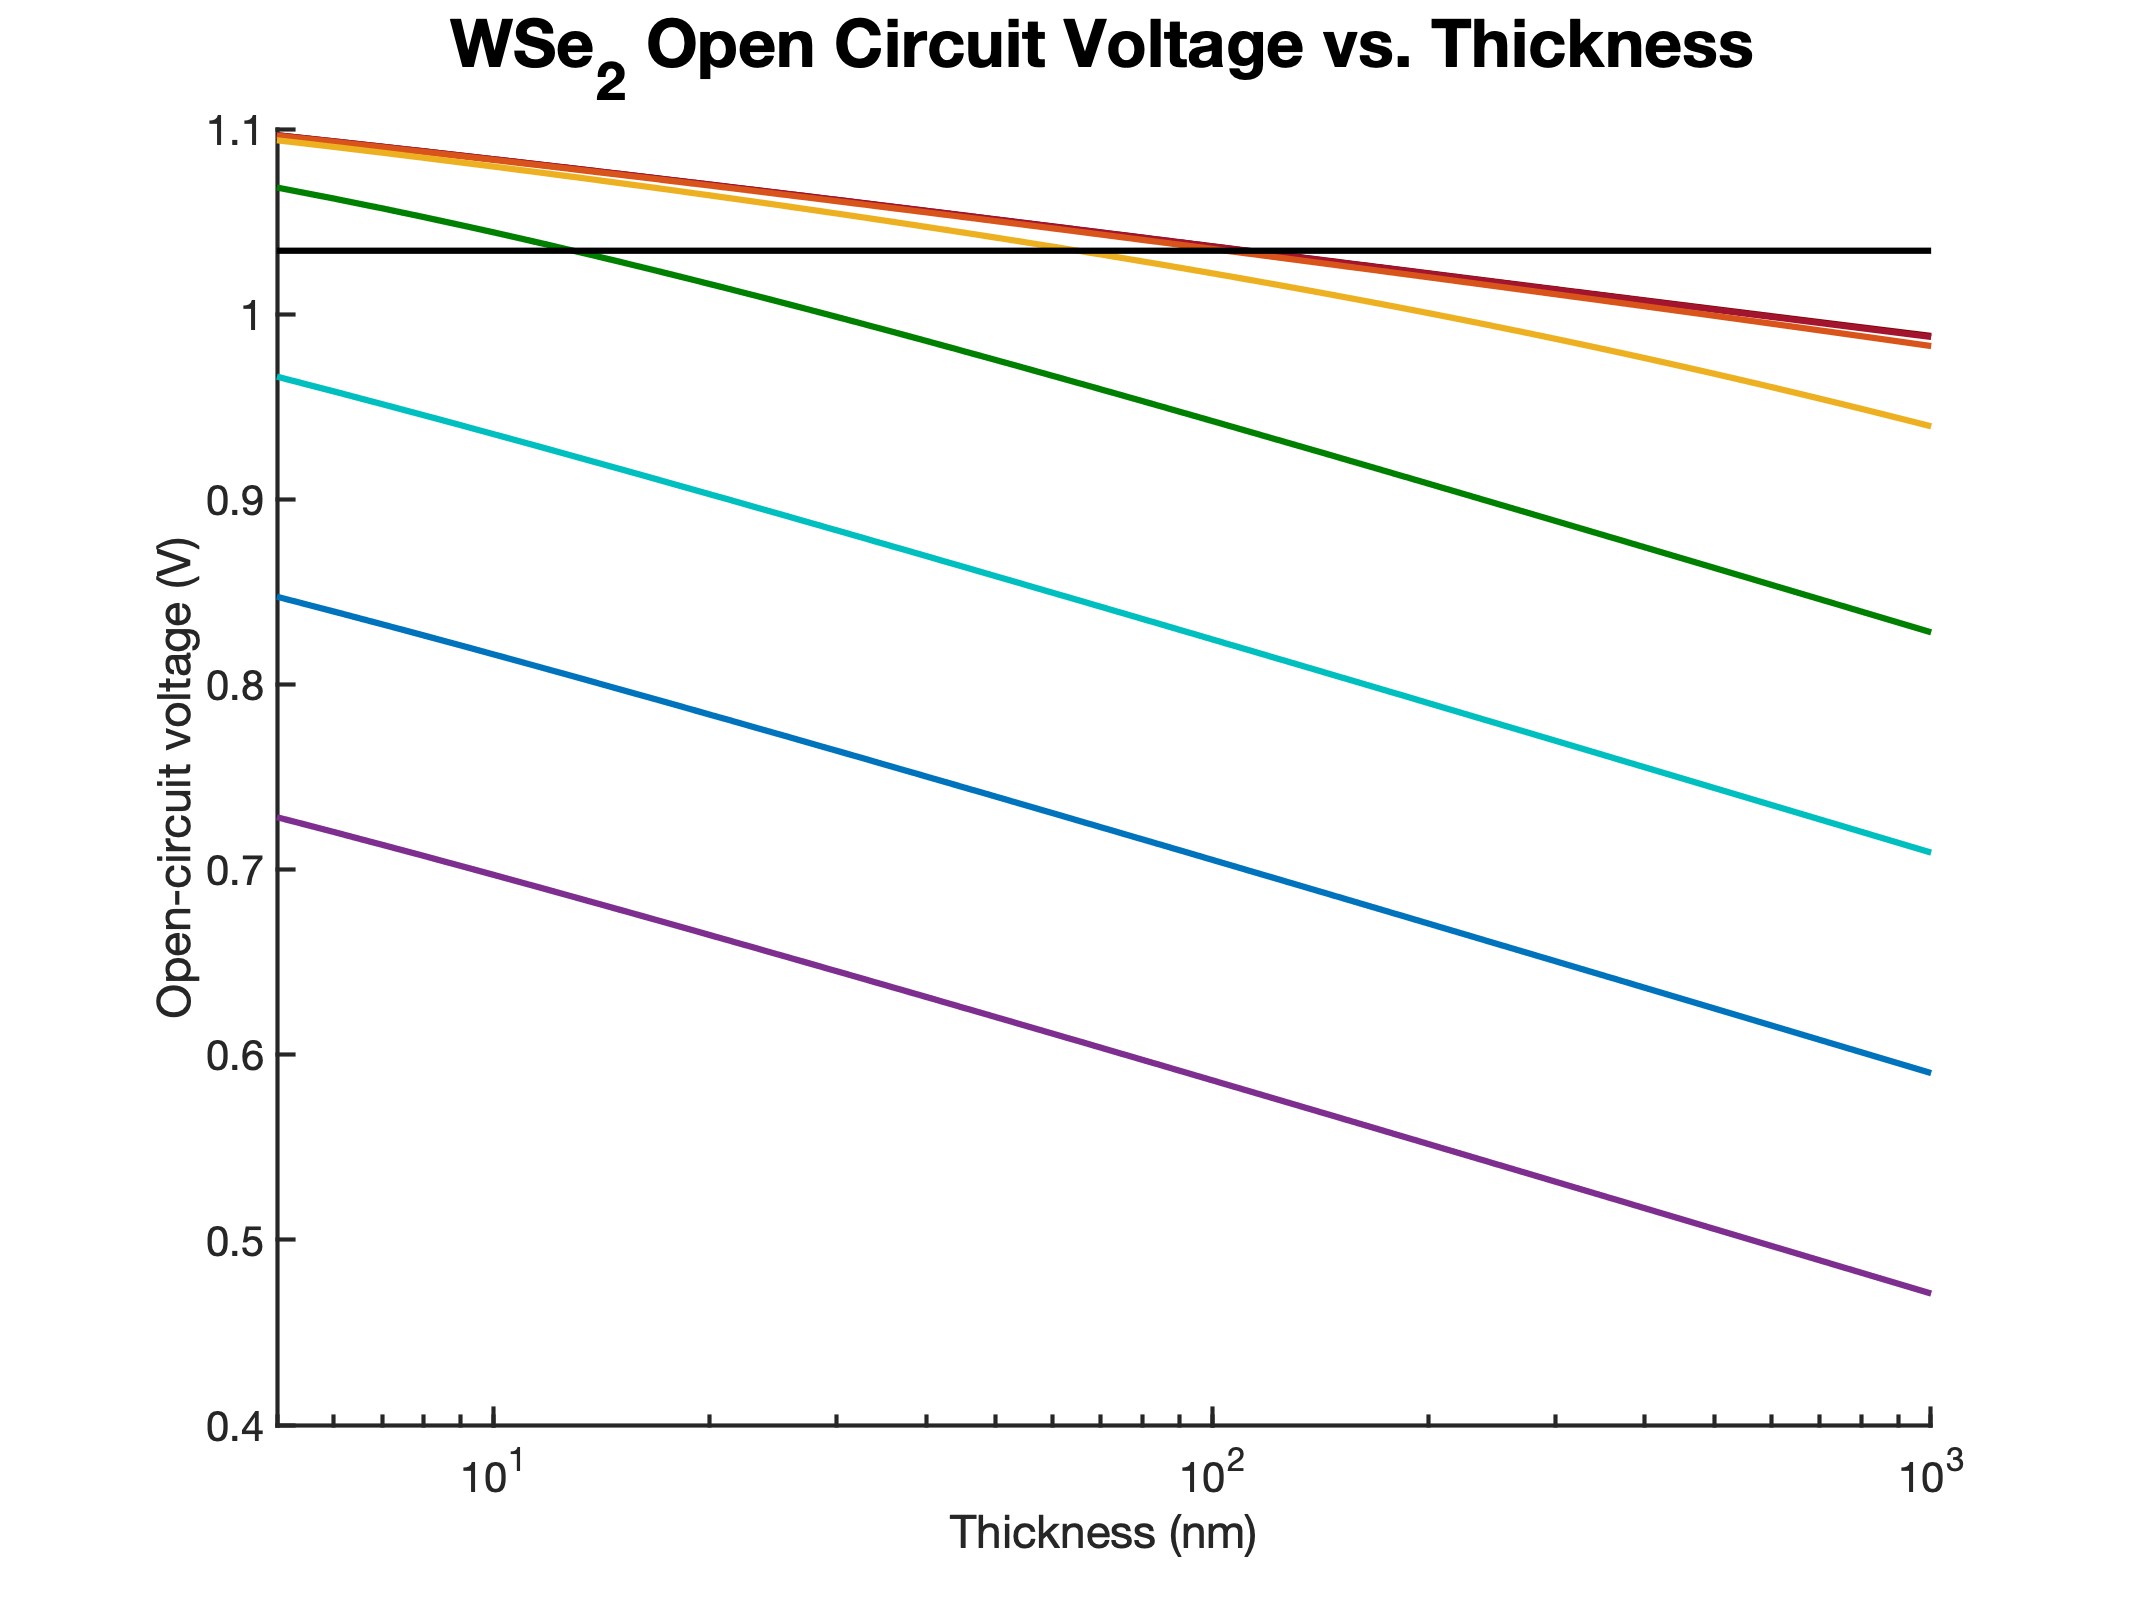 WSe2 Open Circuit Voltage vs. Thickness
Open-circuit voltage (V)
1.1
1
0.9
0.8
0.7
0.6
0.5
0.4
10^1 10^2 10^3
Thickness (nm)